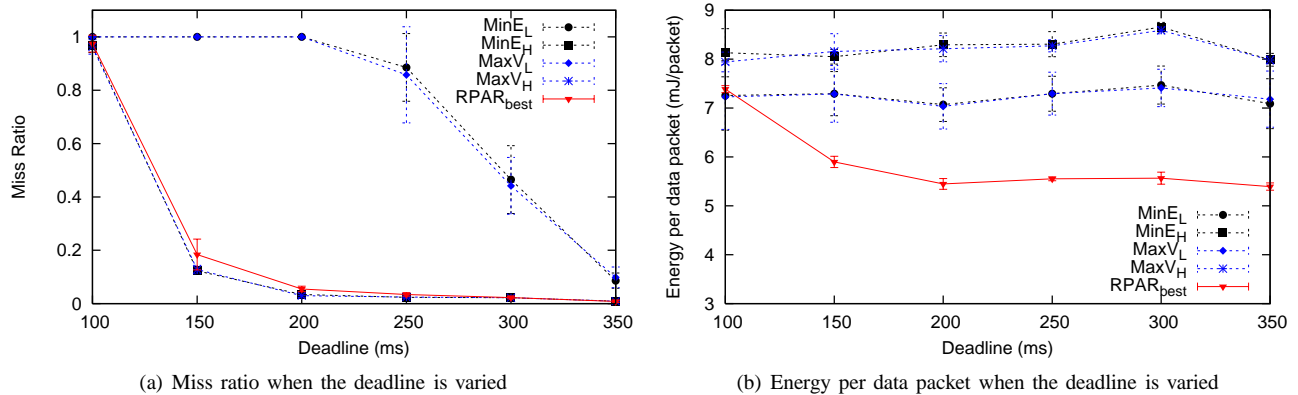 Miss Ratio
1
0.8
0.6
0.4
0.2
0
100 150 200 250 300 350
Deadline (ms)
MinE_L
MinE_H
MaxV_L
MaxV_H
RPAR_best
(a) Miss ratio when the deadline is varied
Energy per data packet (mJ/packet)
9
8
7
6
5
4
3
100 150 200 250 300 350
Deadline (ms)
MinE_L
MinE_H
MaxV_L
MaxV_H
RPAR_best
(b) Energy per data packet when the deadline is varied